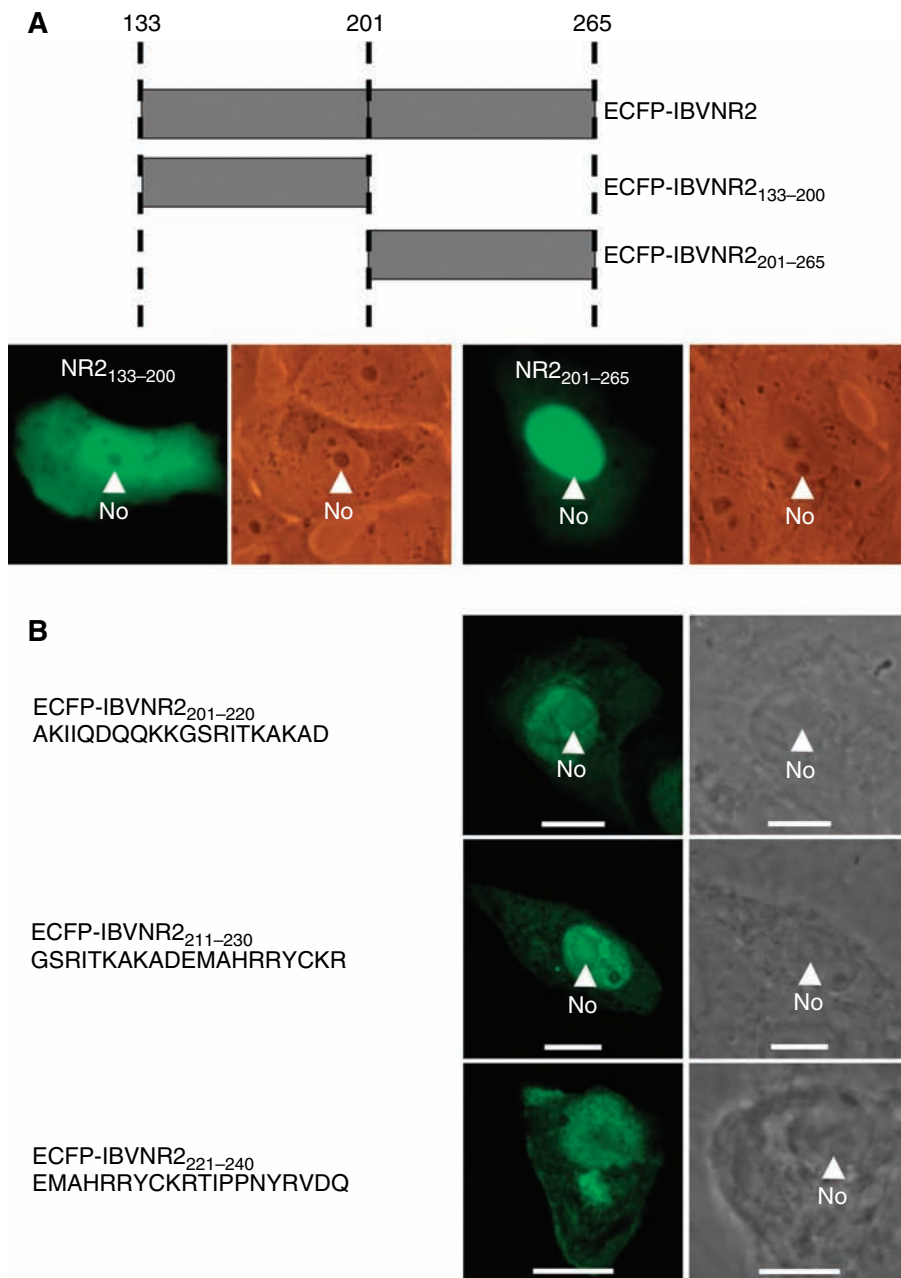 A
133 201 265
ECFP-IBVNR2
ECFP-IBVNR2133–200
ECFP-IBVNR2201–265
NR2133–200 NR2201–265
No No No No
B
ECFP-IBVNR2201–220
AKIIQDQQKKGSRITKAKAD
No No
ECFP-IBVNR2211–230
GSRITKAKADEMAHRRYCKR
No No
ECFP-IBVNR2221–240
EMAHRRYCKRTIPPNYRVDQ
No